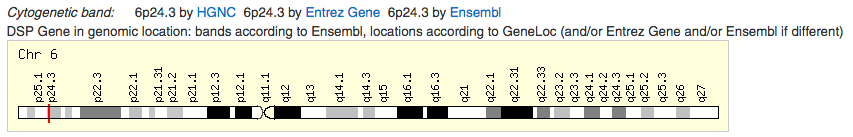 Cytogenetic band: 6p24.3 by HGNC 6p24.3 by Entrez Gene 6p24.3 by Ensembl
DSP Gene in genomic location: bands according to Ensembl, locations according to GeneLoc (and/or Entrez Gene and/or Ensembl if different)
Chr 6
p25.1 p24.3 p22.3 p22.1 p21.31 p21.2 p21.1 p12.3 p12.1 q11.1 q12 q13 q14.1 q14.3 q15 q16.1 q16.3 q21 q22.1 q22.31 q22.33 q23.2 q23.3 q24.1 q24.2 q24.3 q25.1 q25.2 q25.3 q26 q27